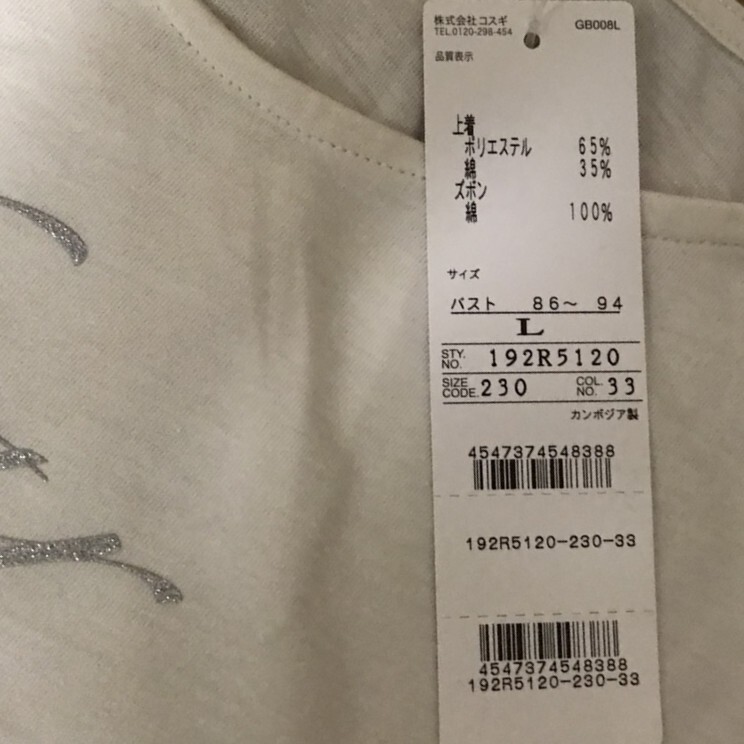 株式会社 コスギ
TEL.0120-298-454
GB008L
品質表示
上着
ポリエステル 65%
綿 35%
ズボン
綿 100%
サイズ
バスト 86〜 94
L
STY. NO. 192R5120
SIZE CODE. 230 COL. NO. 33
カンボジア製
4547374548388
192R5120-230-33
4547374548388
192R5120-230-33